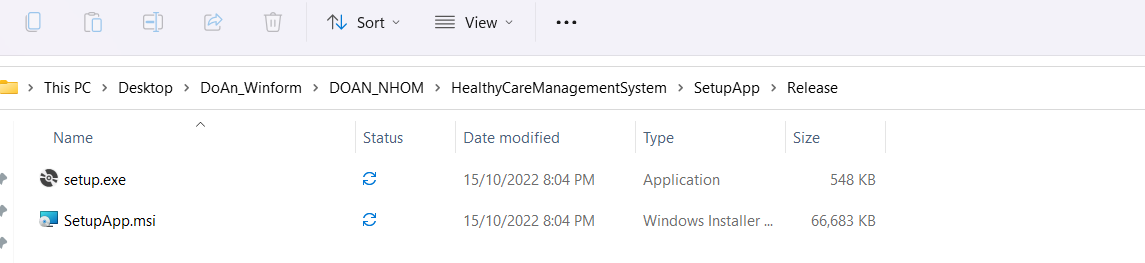 Sort View
This PC Desktop DoAn_Winform DOAN_NHOM HealthyCareManagementSystem SetupApp Release
Name Status Date modified Type Size
setup.exe 15/10/2022 8:04 PM Application 548 KB
SetupApp.msi 15/10/2022 8:04 PM Windows Installer ... 66,683 KB